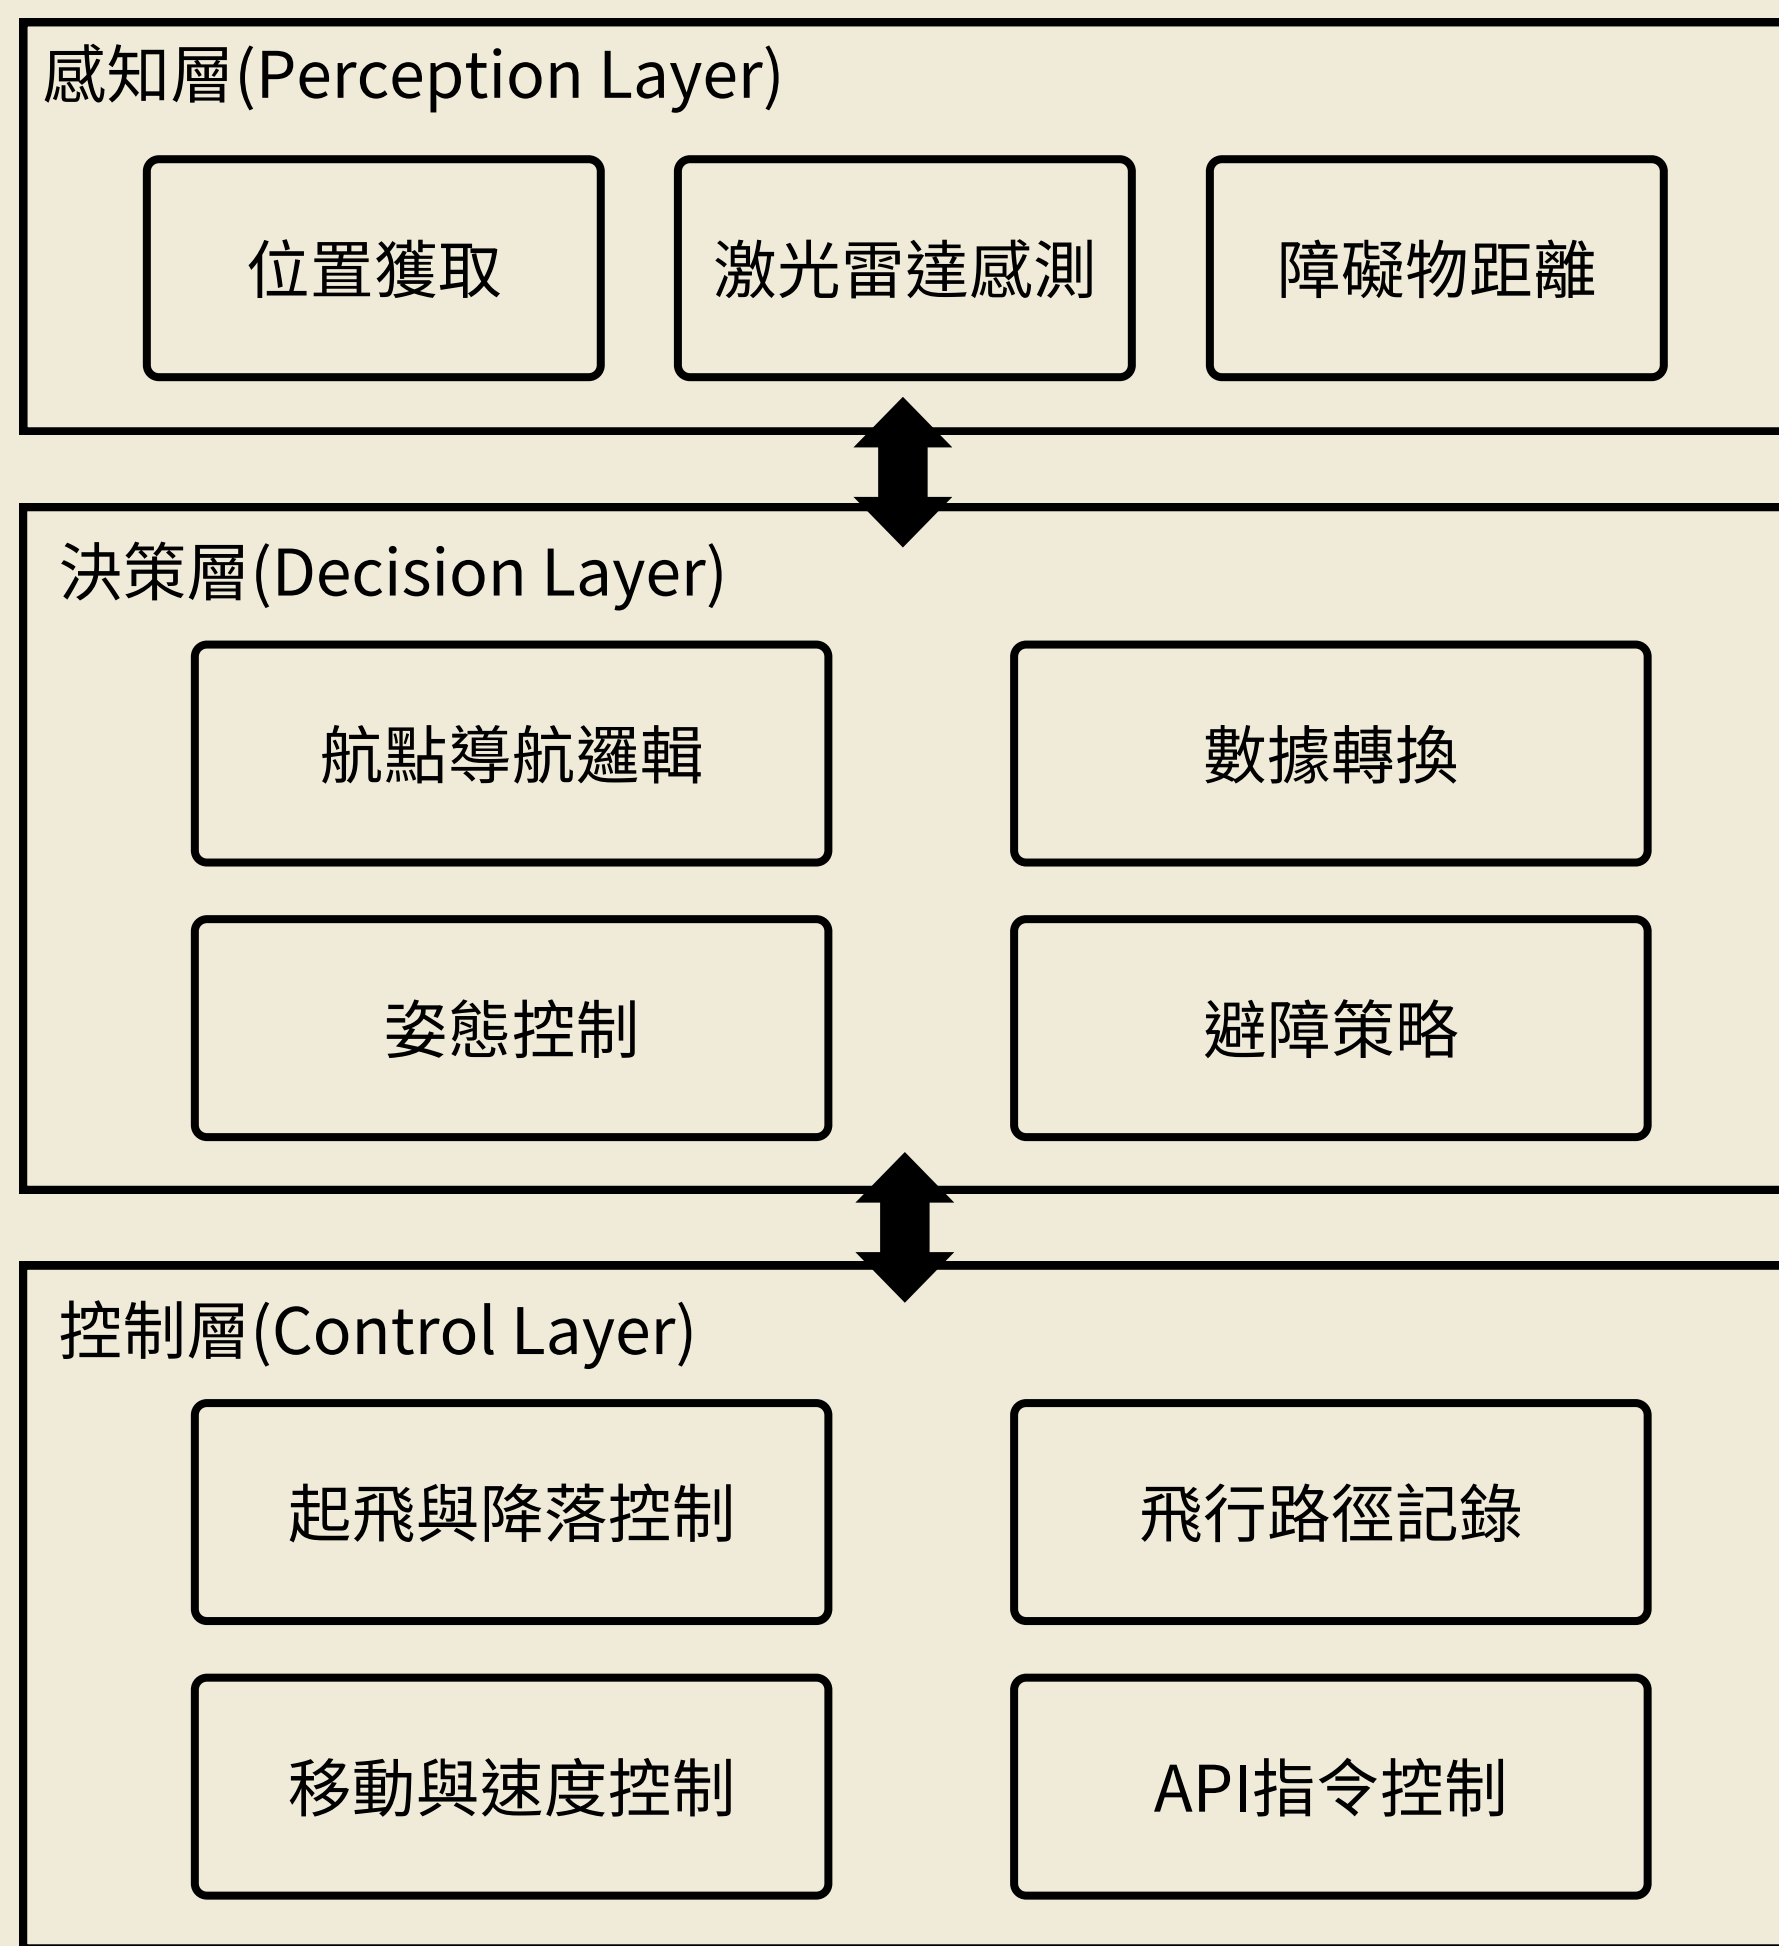 感知層(Perception Layer)
位置獲取
激光雷達感測
障礙物距離
決策層(Decision Layer)
航點導航邏輯
數據轉換
姿態控制
避障策略
控制層(Control Layer)
起飛與降落控制
飛行路徑記錄
移動與速度控制
API指令控制